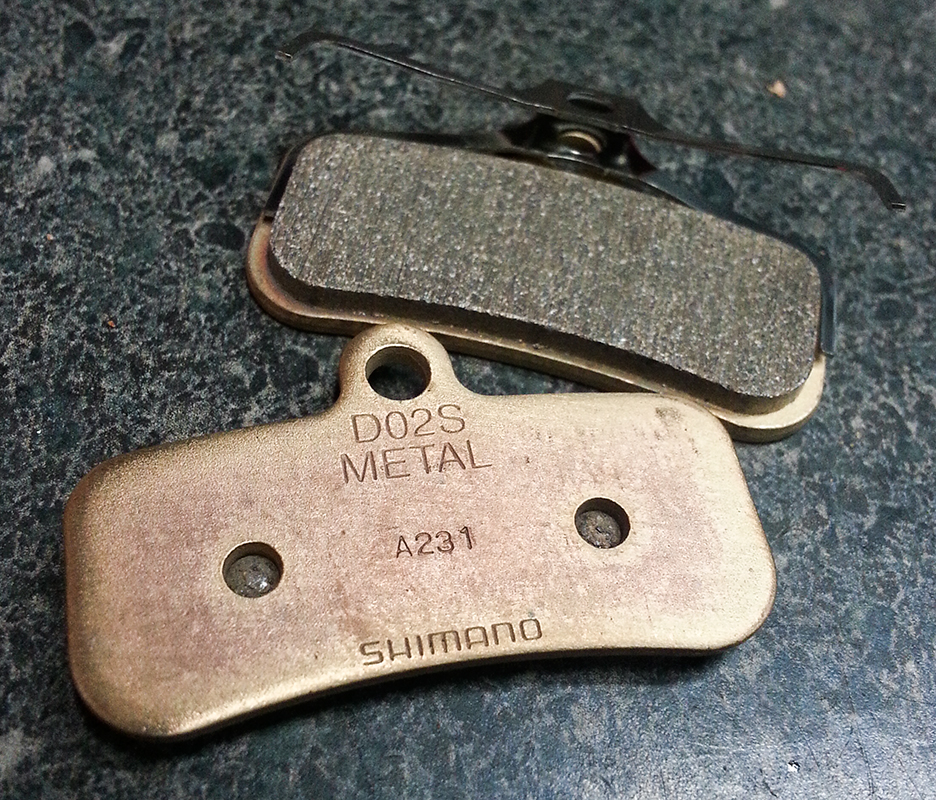 D02S
METAL
A231
SHIMANO